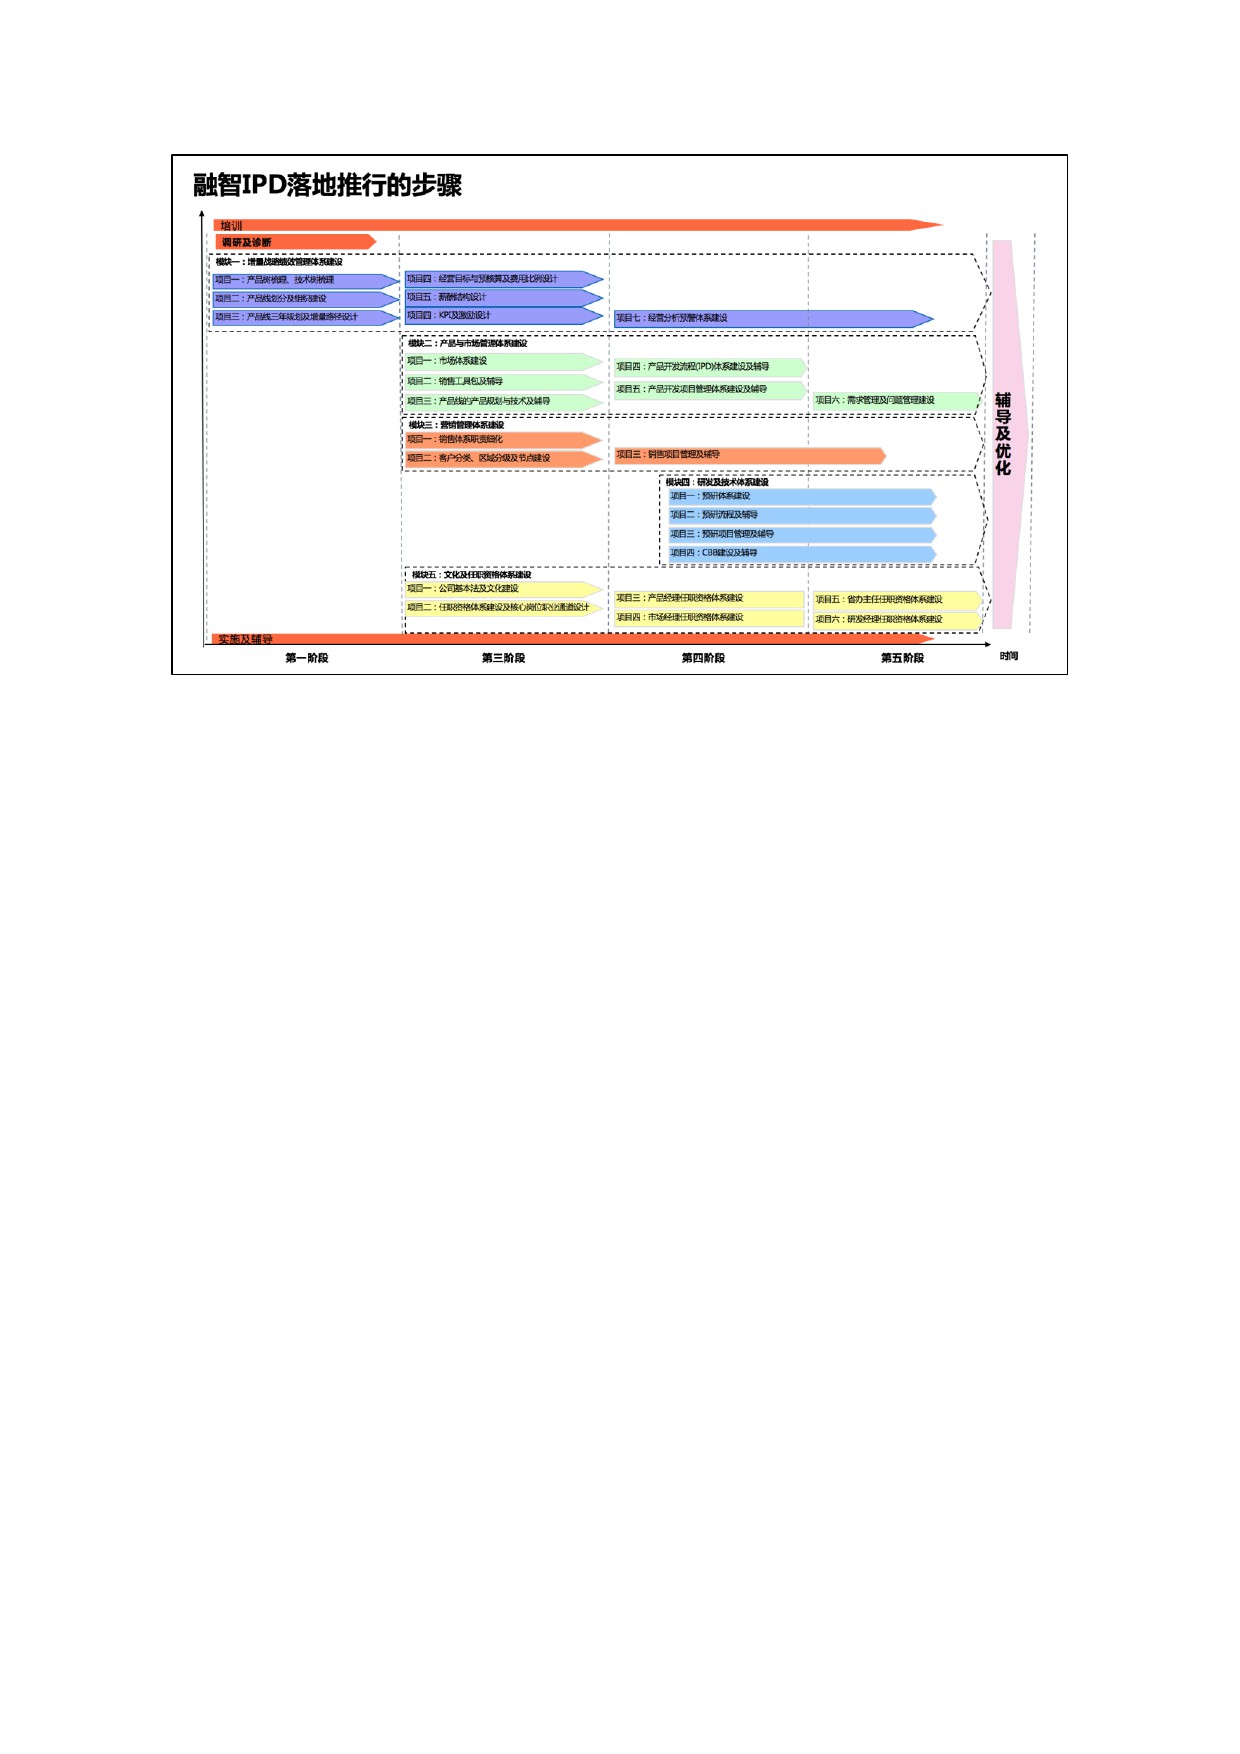 融智IPD落地推行的步骤
培训
调研及诊断
模块一：增量战略绩效管理体系建设
项目一：产品树梳理、技术树梳理
项目二：产品线划分及组织建设
项目三：产品线三年规划及增量路径设计
项目四：经营目标与预核算及费用比例设计
项目五：薪酬结构设计
项目四：KPI及激励设计
项目七：经营分析预警体系建设
模块二：产品与市场管理体系建设
项目一：市场体系建设
项目二：销售工具包及辅导
项目三：产品线的产品规划与技术及辅导
项目四：产品开发流程(IPD)体系建设及辅导
项目五：产品开发项目管理体系建设及辅导
项目六：需求管理及问题管理建设
模块三：营销管理体系建设
项目一：销售体系职责细化
项目二：客户分类、区域分级及节点建设
项目三：销售项目管理及辅导
模块四：研发及技术体系建设
项目一：预研体系建设
项目二：预研流程及辅导
项目三：预研项目管理及辅导
项目四：CBB建设及辅导
模块五：文化及任职资格体系建设
项目一：公司基本法及文化建设
项目二：任职资格体系建设及核心岗位职业通道设计
项目三：产品经理任职资格体系建设
项目四：市场经理任职资格体系建设
项目五：省办主任任职资格体系建设
项目六：研发经理任职资格体系建设
辅导及优化
实施及辅导
第一阶段
第三阶段
第四阶段
第五阶段
时间